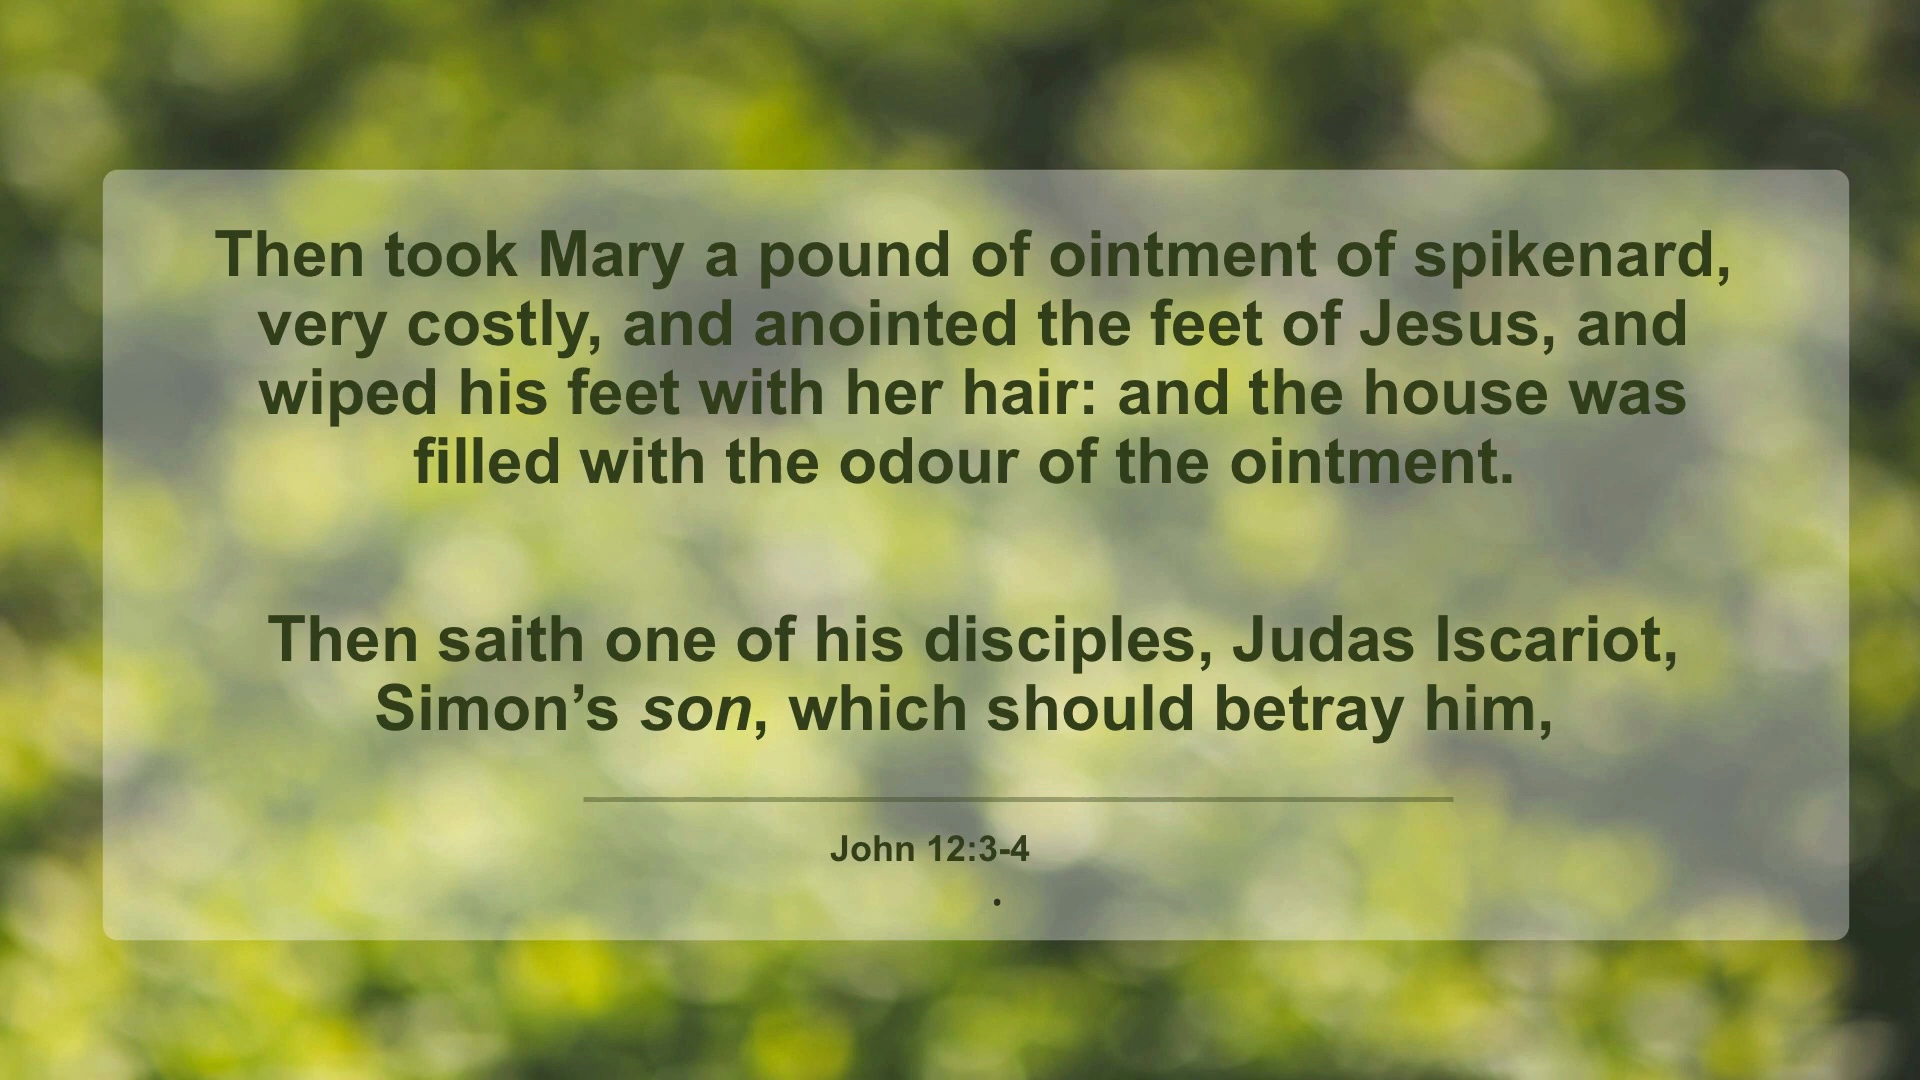 Then took Mary a pound of ointment of spikenard,
very costly, and anointed the feet of Jesus, and
wiped his feet with her hair: and the house was
filled with the odour of the ointment.
Then saith one of his disciples, Judas Iscariot,
Simon’s son, which should betray him,
John 12:3-4
.